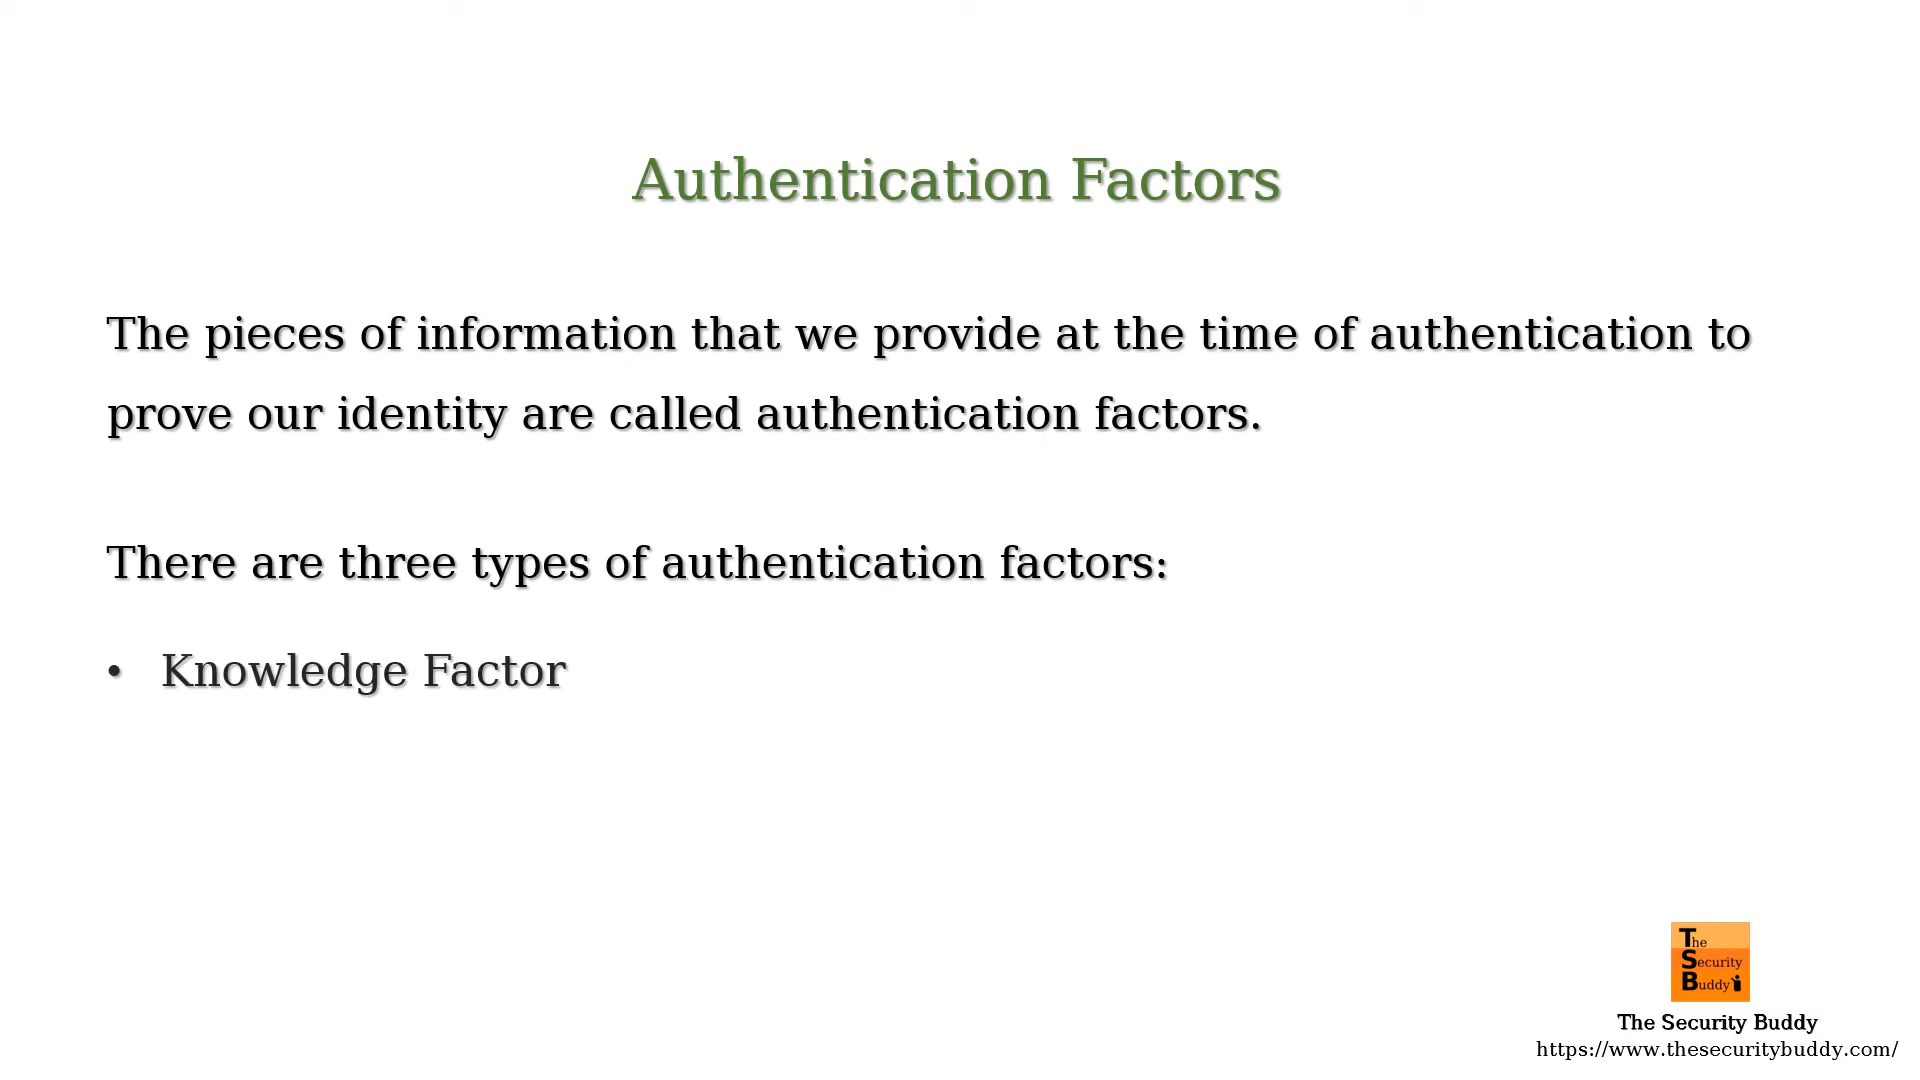 Authentication Factors
The pieces of information that we provide at the time of authentication to
prove our identity are called authentication factors.
There are three types of authentication factors:
• Knowledge Factor
The
Security
Buddy
The Security Buddy
https://www.thesecuritybuddy.com/